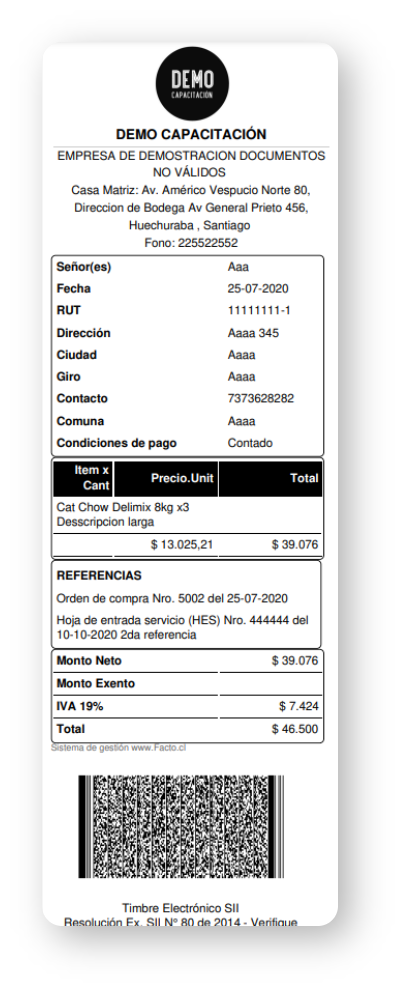 DEMO
CAPACITACIÓN
DEMO CAPACITACIÓN
EMPRESA DE DEMOSTRACION DOCUMENTOS
NO VÁLIDOS
Casa Matriz: Av. Américo Vespucio Norte 80,
Direccion de Bodega Av General Prieto 456,
Huechuraba , Santiago
Fono: 225522552
Señor(es) Aaa
Fecha 25-07-2020
RUT 11111111-1
Dirección Aaaa 345
Ciudad Aaaa
Giro Aaaa
Contacto 7373628282
Comuna Aaaa
Condiciones de pago Contado
Item x
Cant Precio.Unit Total
Cat Chow Delimix 8kg x3
Desscripcion larga
$ 13.025,21 $ 39.076
REFERENCIAS
Orden de compra Nro. 5002 del 25-07-2020
Hoja de entrada servicio (HES) Nro. 444444 del
10-10-2020 2da referencia
Monto Neto $ 39.076
Monto Exento
IVA 19% $ 7.424
Total $ 46.500
Sistema de gestión www.Facto.cl
Timbre Electrónico SII
Resolución Ex. SII Nº 80 de 2014 - Verifique